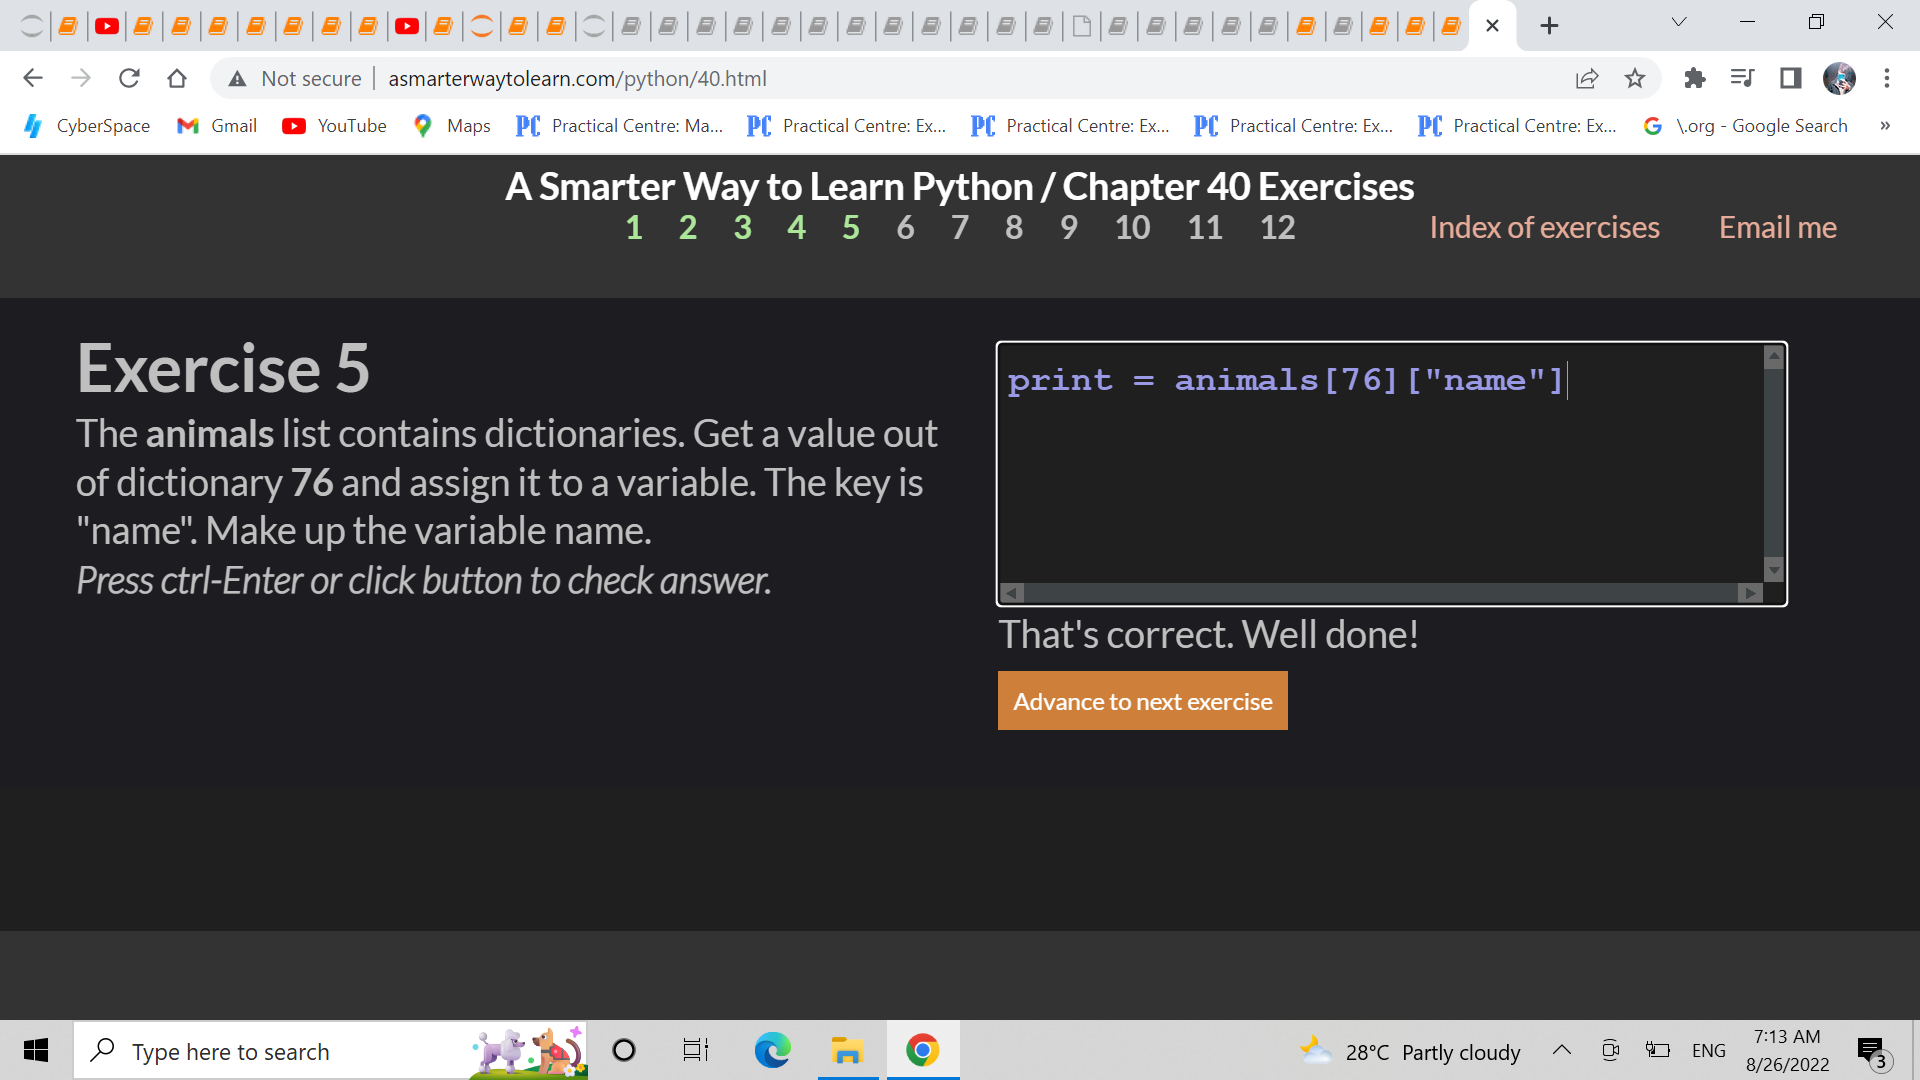 Not secure
asmarterwaytolearn.com/python/40.html
CyberSpace
Gmail
YouTube
Maps
PC Practical Centre: Ma...
PC Practical Centre: Ex...
PC Practical Centre: Ex...
PC Practical Centre: Ex...
PC Practical Centre: Ex...
\.org - Google Search
»
A Smarter Way to Learn Python / Chapter 40 Exercises
1 2 3 4 5 6 7 8 9 10 11 12
Index of exercises
Email me
Exercise 5
The animals list contains dictionaries. Get a value out
of dictionary 76 and assign it to a variable. The key is
"name". Make up the variable name.
Press ctrl-Enter or click button to check answer.
print = animals[76]["name"]
That's correct. Well done!
Advance to next exercise
Type here to search
28°C Partly cloudy
ENG
7:13 AM
8/26/2022
3